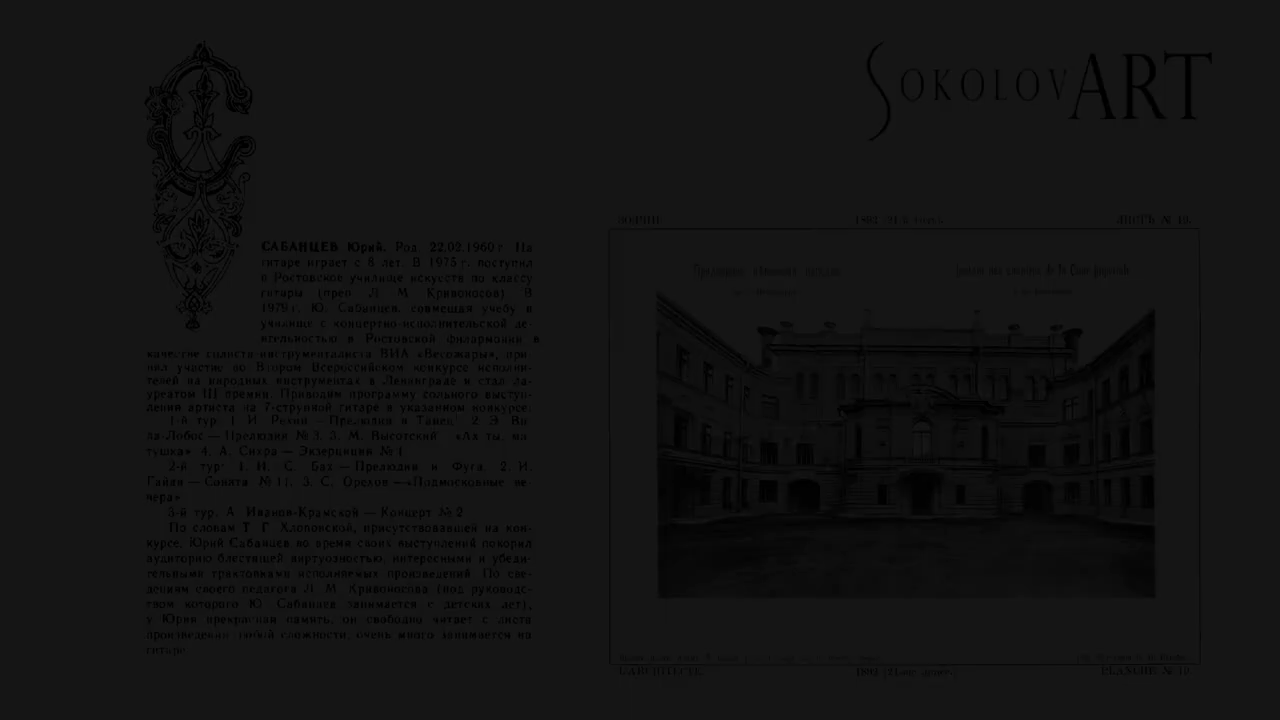 SOKOLOVART
САБАНЦЕВ Юрий. Род. 22.02.1960 г. На
гитаре играет с 8 лет. В 1975 г. поступил
в Ростовское училище искусств по классу
гитары (преп. Л. М. Кривоносов). В
1979 г. Ю. Сабанцев, совмещая учебу в
училище с концертно-исполнительской де-
ятельностью в Ростовской филармонии в
качестве солиста-инструменталиста ВИА «Весожары», при-
нял участие во Втором Всероссийском конкурсе исполни-
телей на народных инструментах в Ленинграде и стал ла-
уреатом III премии. Приводим программу сольного выступ-
ления артиста на 7-струнной гитаре в указанном конкурсе.
1-й тур: 1. И. Рехин — Прелюдия и Танец. 2. Э. Ви-
ла-Лобос — Прелюдия № 3. 3. М. Высотский «Ах ты, ма-
тушка» 4. А. Сихра — Экзерциция № 1
2-й тур: 1. И. С. Бах — Прелюдия и Фуга. 2. И.
Гайдн — Соната № 11. 3. С. Орехов — «Подмосковные ве-
чера».
3-й тур. А. Иванов-Крамской — Концерт № 2
По словам Т. Г. Хлоповской, присутствовавшей на кон-
курсе, Юрий Сабанцев во время своих выступлений покорил
аудиторию блестящей виртуозностью, интересными и убеди-
тельными трактовками исполняемых произведений. По све-
дениям своего педагога Л. М. Кривоносова (под руководс-
твом которого Ю. Сабанцев занимается с детских лет),
у Юрия прекрасная память, он свободно читает с листа
произведения любой сложности, очень много занимается на
гитаре.
ЗОДЧИЙ
ЛИСТЪ № 19.
L'ARCHITECTE.
PLANCHE № 19